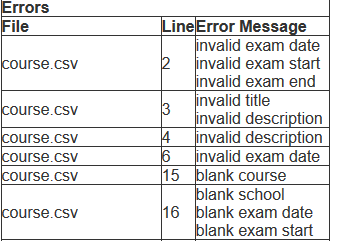 Errors
File Line Error Message
course.csv 2 invalid exam date
invalid exam start
invalid exam end
course.csv 3 invalid title
invalid description
course.csv 4 invalid description
course.csv 6 invalid exam date
course.csv 15 blank course
course.csv 16 blank school
blank exam date
blank exam start